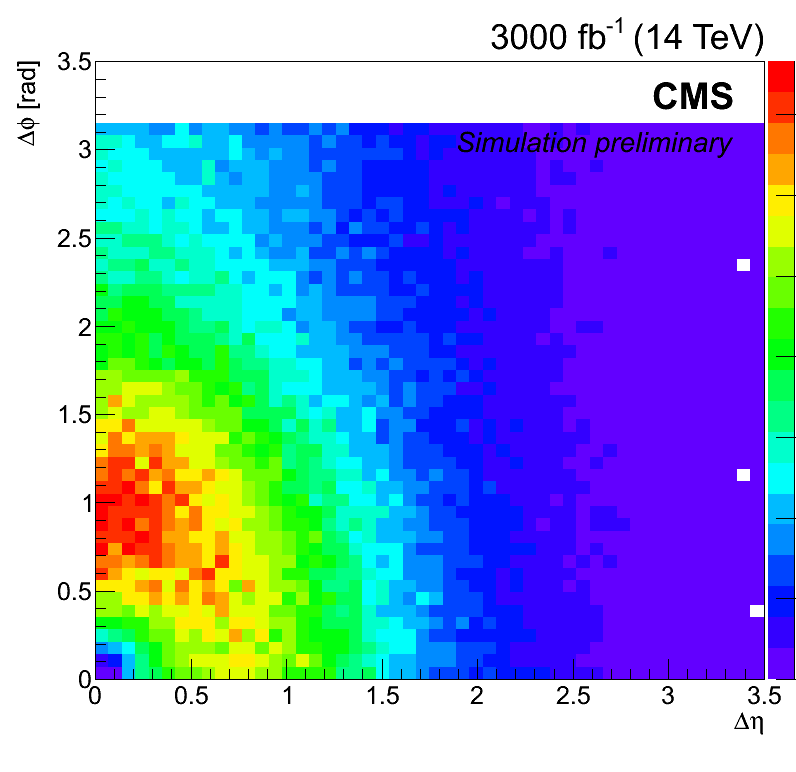 3000 fb-1 (14 TeV)
CMS
Simulation preliminary
Δϕ [rad]
3.5
3
2.5
2
1.5
1
0.5
0
0 0.5 1 1.5 2 2.5 3 3.5
Δη